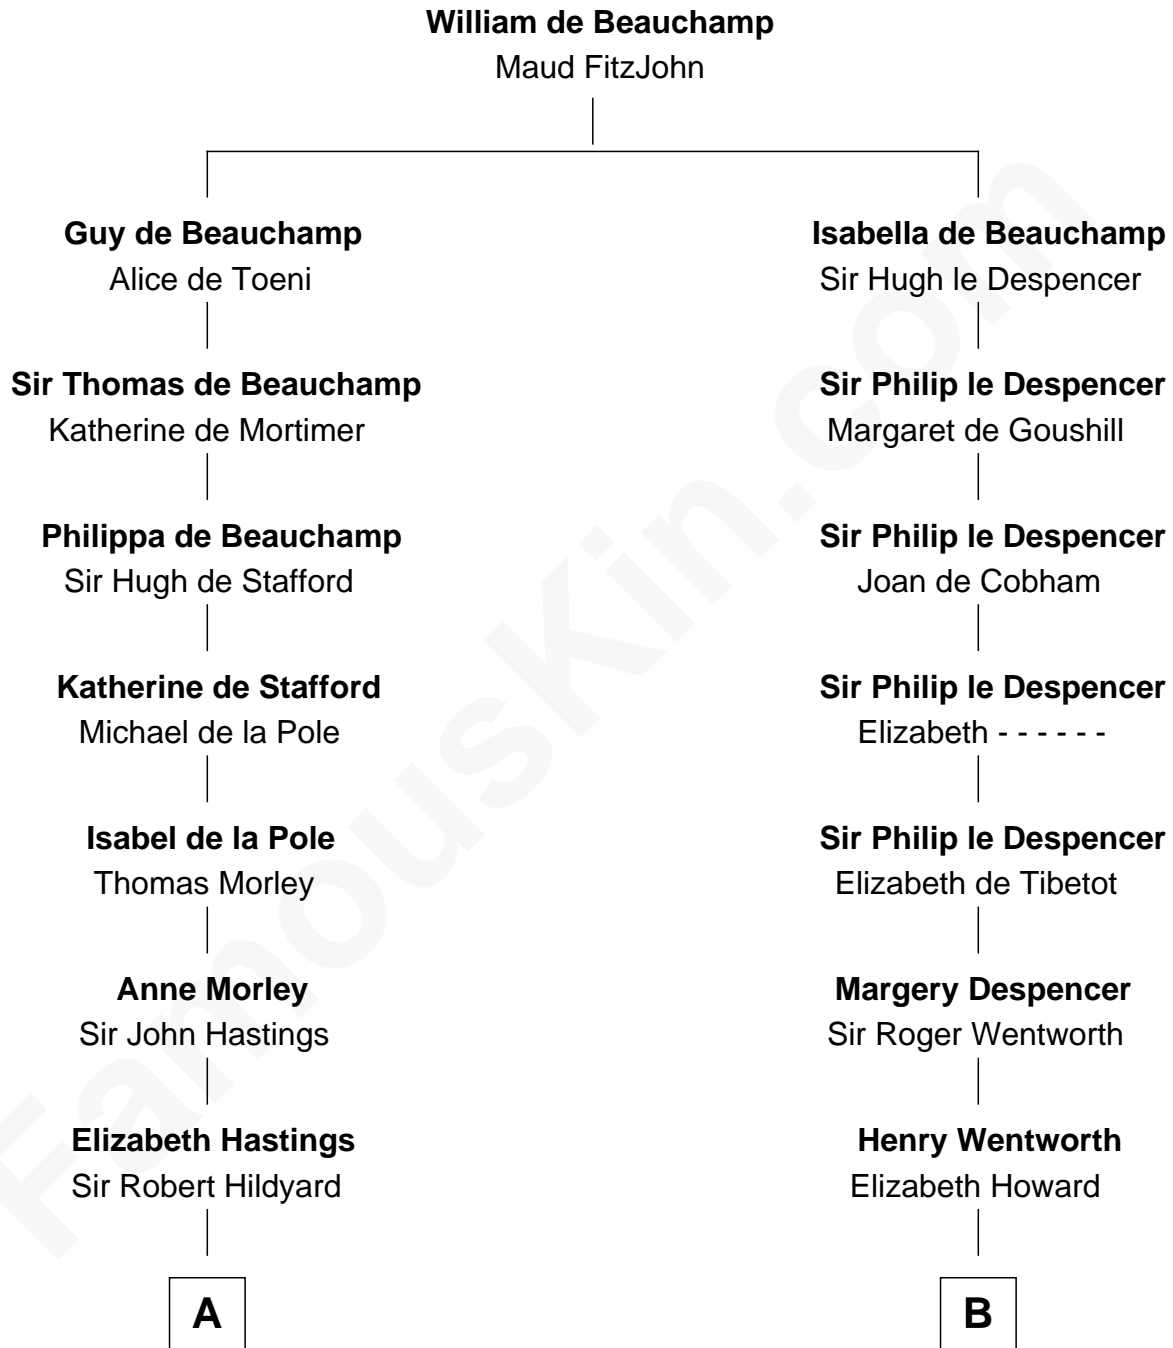 William de Beauchamp
Maud FitzJohn
Guy de Beauchamp
Alice de Toeni
Sir Thomas de Beauchamp
Katherine de Mortimer
Philippa de Beauchamp
Sir Hugh de Stafford
Katherine de Stafford
Michael de la Pole
Isabel de la Pole
Thomas Morley
Anne Morley
Sir John Hastings
Elizabeth Hastings
Sir Robert Hildyard
A
Isabella de Beauchamp
Sir Hugh le Despencer
Sir Philip le Despencer
Margaret de Goushill
Sir Philip le Despencer
Joan de Cobham
Sir Philip le Despencer
Elizabeth - - - - - -
Sir Philip le Despencer
Elizabeth de Tibetot
Margery Despencer
Sir Roger Wentworth
Henry Wentworth
Elizabeth Howard
B
FamousKin.com